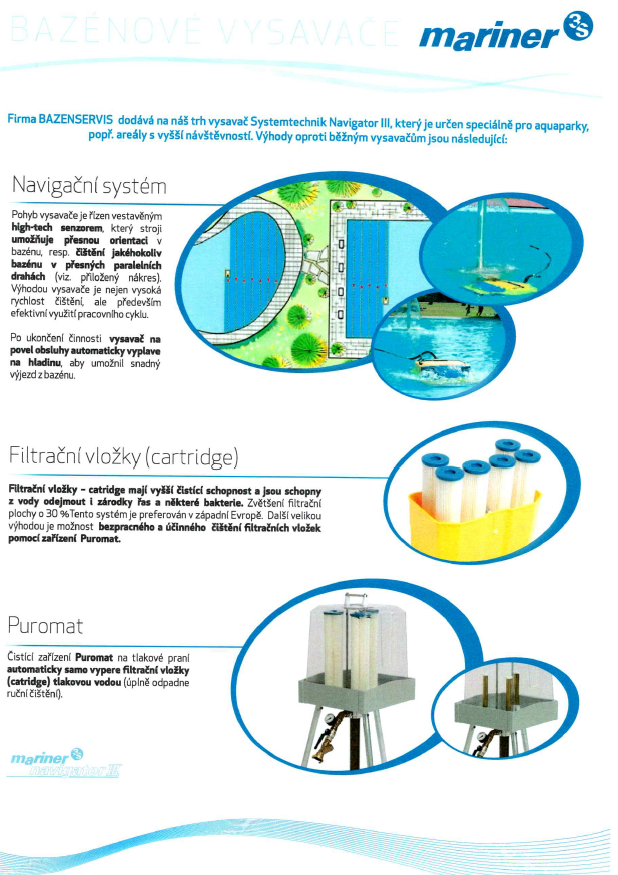 BAZÉNOVÉ VYSAVAČE mariner 3S
Firma BAZENSERVIS dodává na náš trh vysavač Systemtechnik Navigator III, který je určen speciálně pro aquaparky,
popř. areály s vyšší návštěvností. Výhody oproti běžným vysavačům jsou následující:
Navigační systém
Pohyb vysavače je řízen vestavěným
high-tech senzorem, který stroji
umožňuje přesnou orientaci v
bazénu, resp. čištění jakéhokoliv
bazénu v přesných paralelních
drahách (viz. přiložený nákres).
Výhodou vysavače je nejen vysoká
rychlost čištění, ale především
efektivní využití pracovního cyklu.
Po ukončení činnosti vysavač na
povel obsluhy automaticky vyplave
na hladinu, aby umožnil snadný
výjezd z bazénu.
Filtrační vložky (cartridge)
Filtrační vložky – catridge mají vyšší čistící schopnost a jsou schopny
z vody odejmout i zárodky řas a některé bakterie. Zvětšení filtrační
plochy o 30 %Tento systém je preferován v západní Evropě. Další velikou
výhodou je možnost bezpracného a účinného čištění filtračních vložek
pomocí zařízení Puromat.
Puromat
Čistící zařízení Puromat na tlakové praní
automaticky samo vypere filtrační vložky
(catridge) tlakovou vodou (úplně odpadne
ruční čištění).
mariner 3S
navigator III